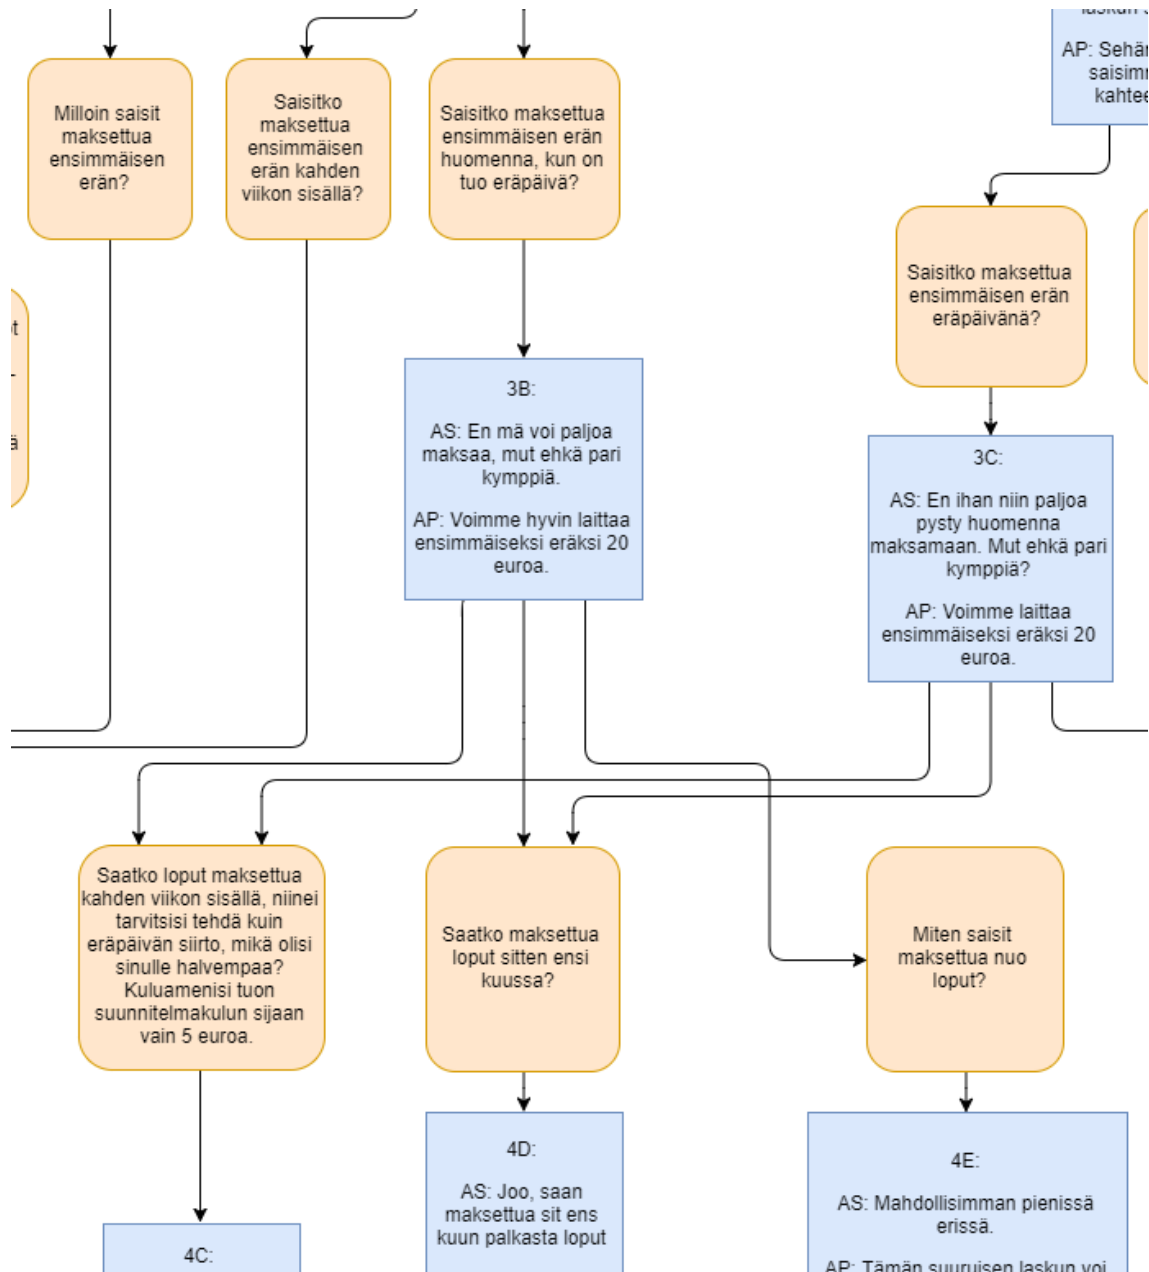 AP: Sehän
saisimm
kahtee
Milloin saisit
maksettua
ensimmäisen
erän?
Saisitko
maksettua
ensimmäisen
erän kahden
viikon sisällä?
Saisitko maksettua
ensimmäisen erän
huomenna, kun on
tuo eräpäivä?
Saisitko maksettua
ensimmäisen erän
eräpäivänä?
3B:
AS: En mä voi paljoa
maksaa, mut ehkä pari
kymppiä.
AP: Voimme hyvin laittaa
ensimmäiseksi eräksi 20
euroa.
3C:
AS: En ihan niin paljoa
pysty huomenna
maksamaan. Mut ehkä pari
kymppiä?
AP: Voimme laittaa
ensimmäiseksi eräksi 20
euroa.
Saatko loput maksettua
kahden viikon sisällä, niinei
tarvitsisi tehdä kuin
eräpäivän siirto, mikä olisi
sinulle halvempaa?
Kuluamenisi tuon
suunnitelmakulun sijaan
vain 5 euroa.
Saatko maksettua
loput sitten ensi
kuussa?
Miten saisit
maksettua nuo
loput?
4C:
4D:
AS: Joo, saan
maksettua sit ens
kuun palkasta loput
4E:
AS: Mahdollisimman pienissä
erissä.
AP: Tämän suuruisen laskun voi